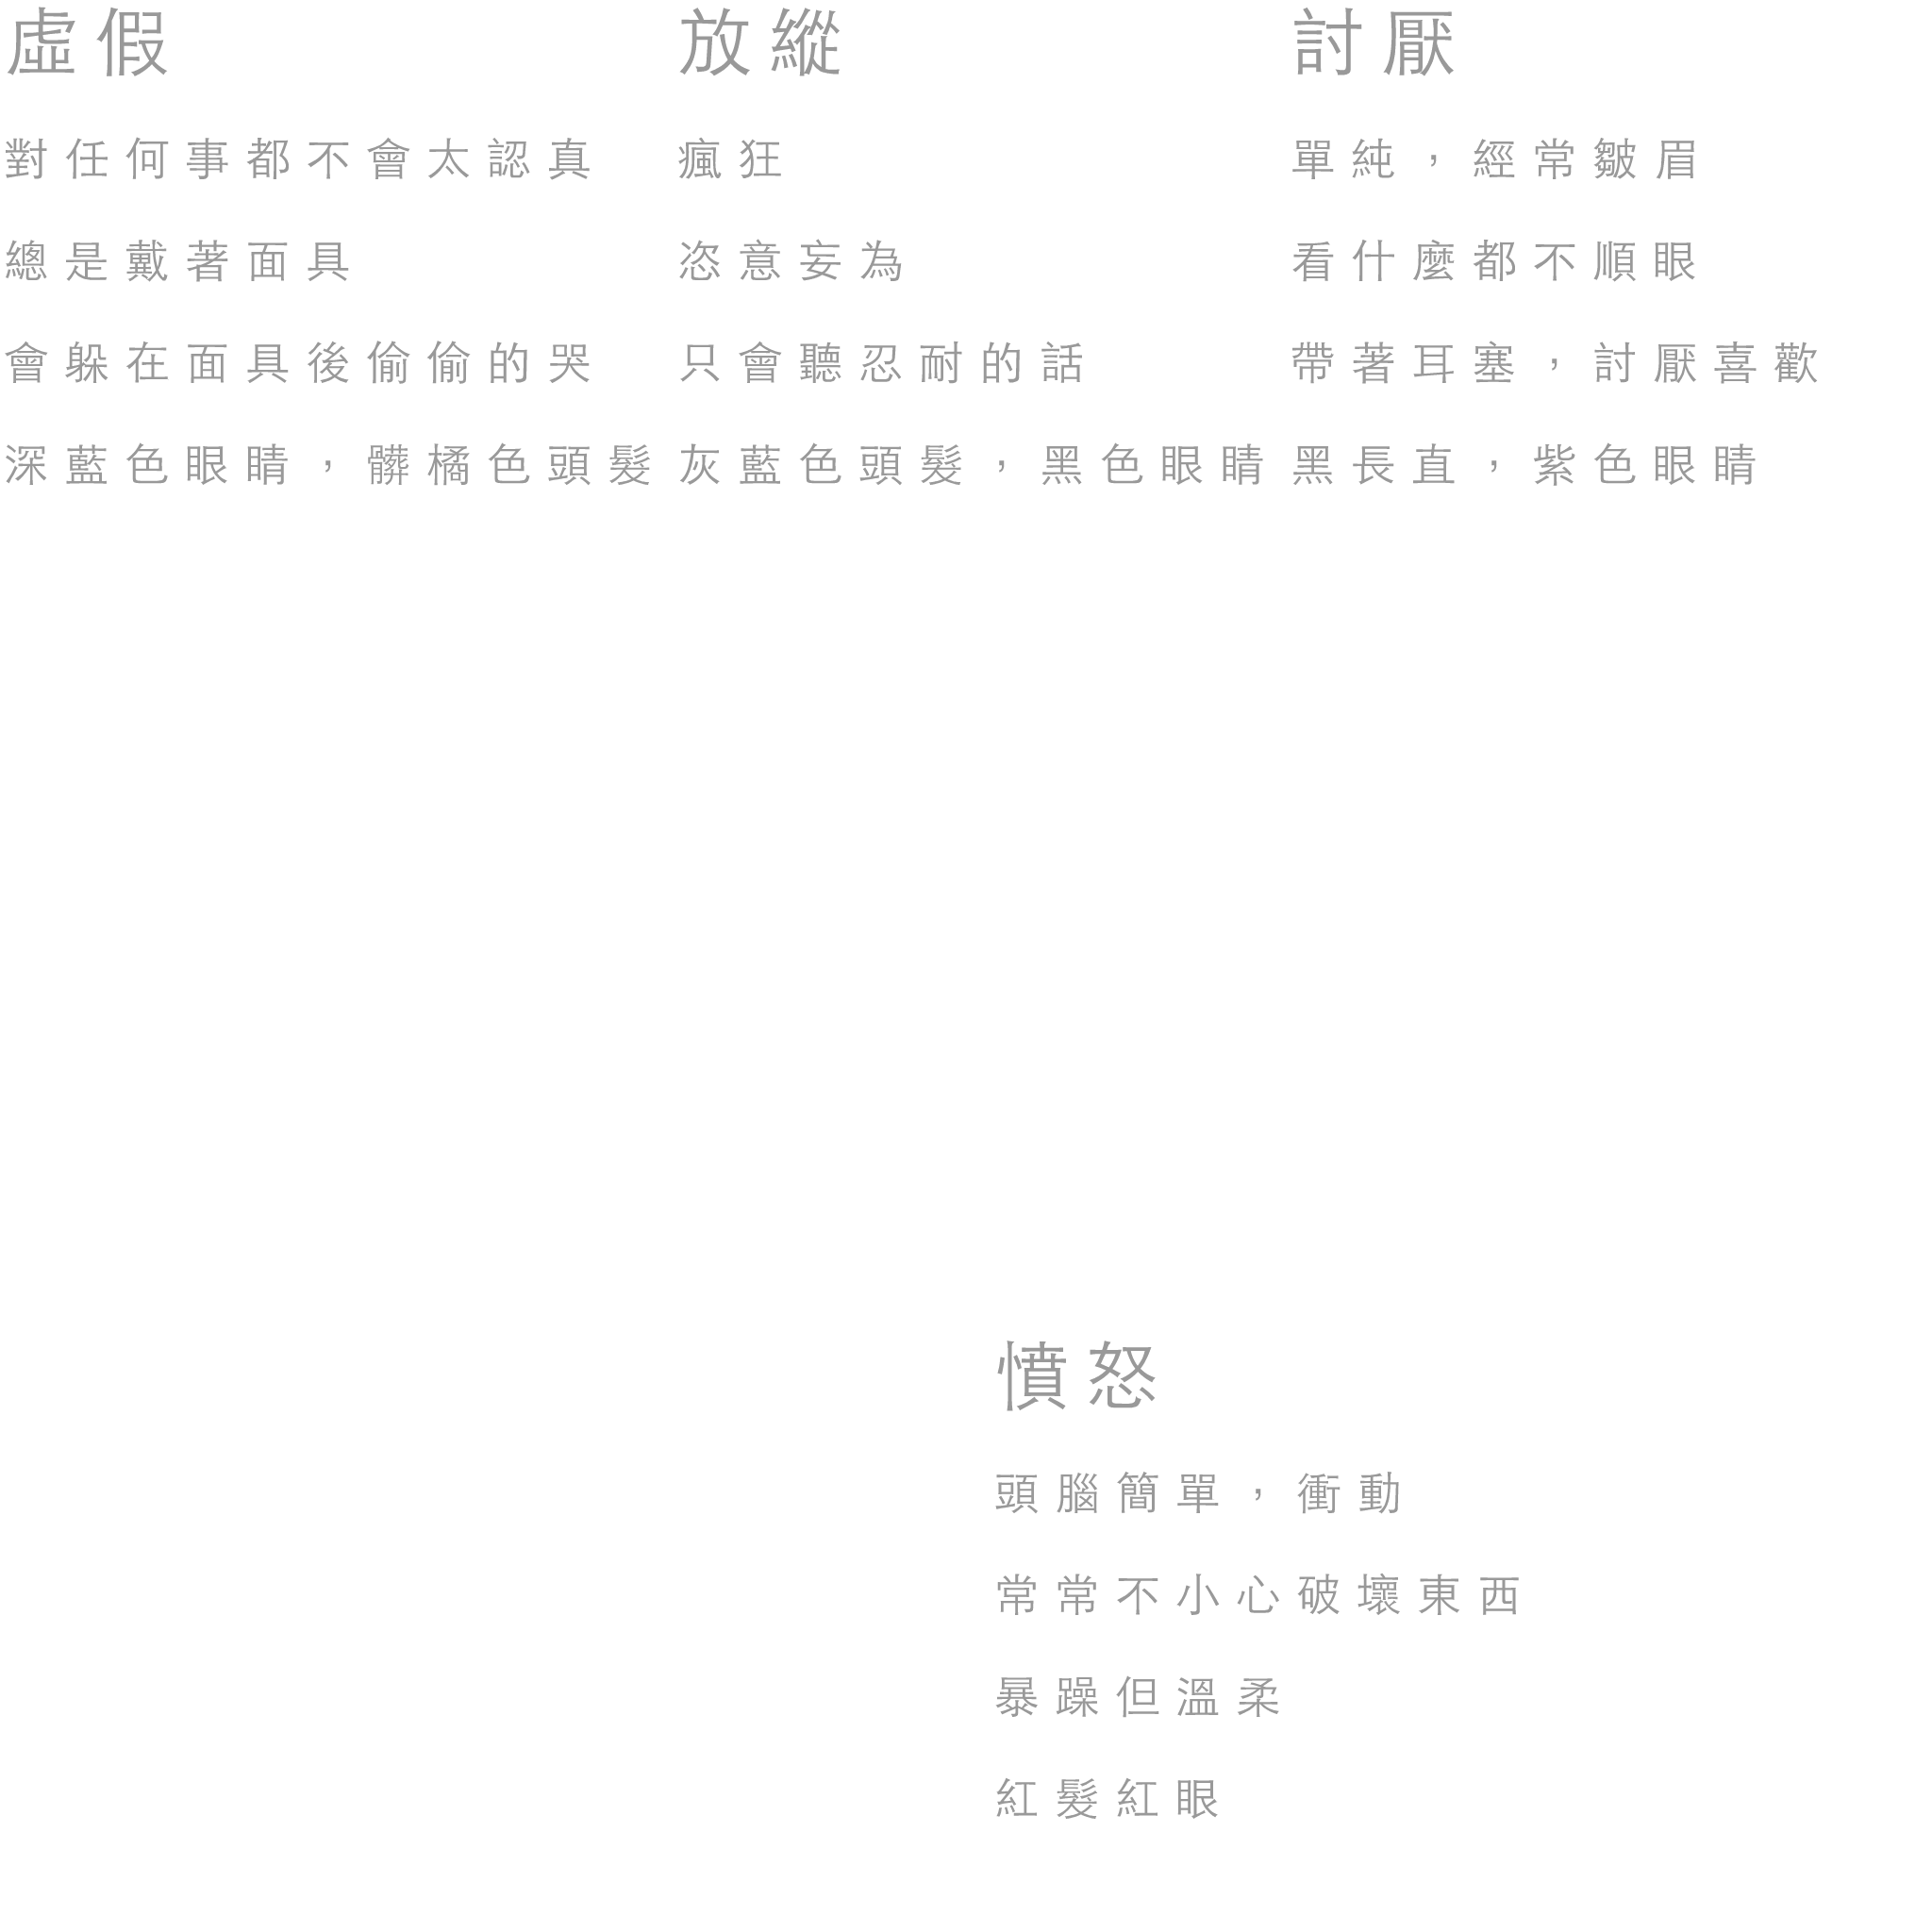 虛假
對任何事都不會太認真
總是戴著面具
會躲在面具後偷偷的哭
深藍色眼睛，髒橘色頭髮
放縱
瘋狂
恣意妄為
只會聽忍耐的話
灰藍色頭髮，黑色眼睛
討厭
單純，經常皺眉
看什麼都不順眼
帶著耳塞，討厭喜歡
黑長直，紫色眼睛
憤怒
頭腦簡單，衝動
常常不小心破壞東西
暴躁但溫柔
紅髮紅眼